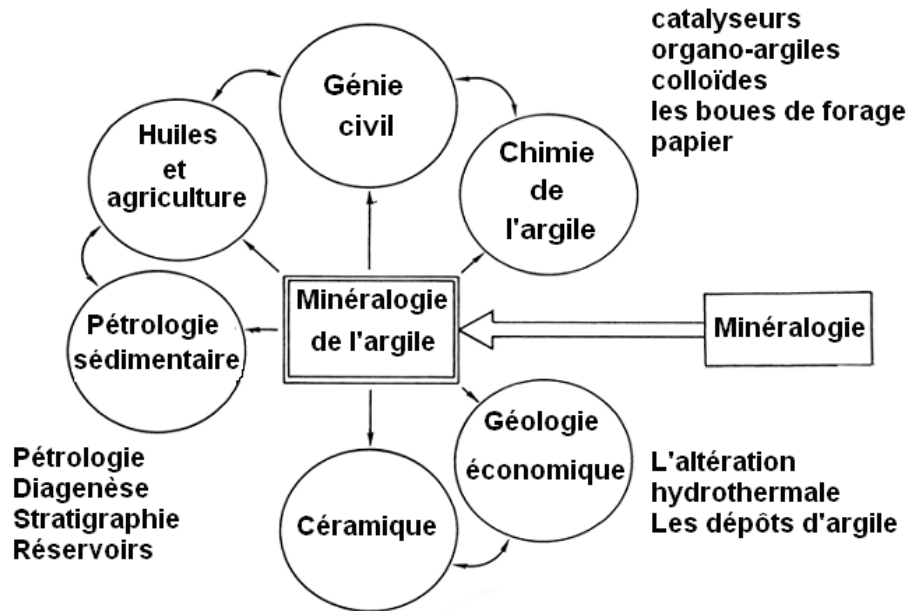 catalyseurs
organo-argiles
colloïdes
les boues de forage
papier
Génie
civil
Huiles
et
agriculture
Chimie
de
l'argile
Minéralogie
de l'argile
Minéralogie
Pétrologie
sédimentaire
Géologie
économique
Céramique
Pétrologie
Diagenèse
Stratigraphie
Réservoirs
L'altération
hydrothermale
Les dépôts d'argile